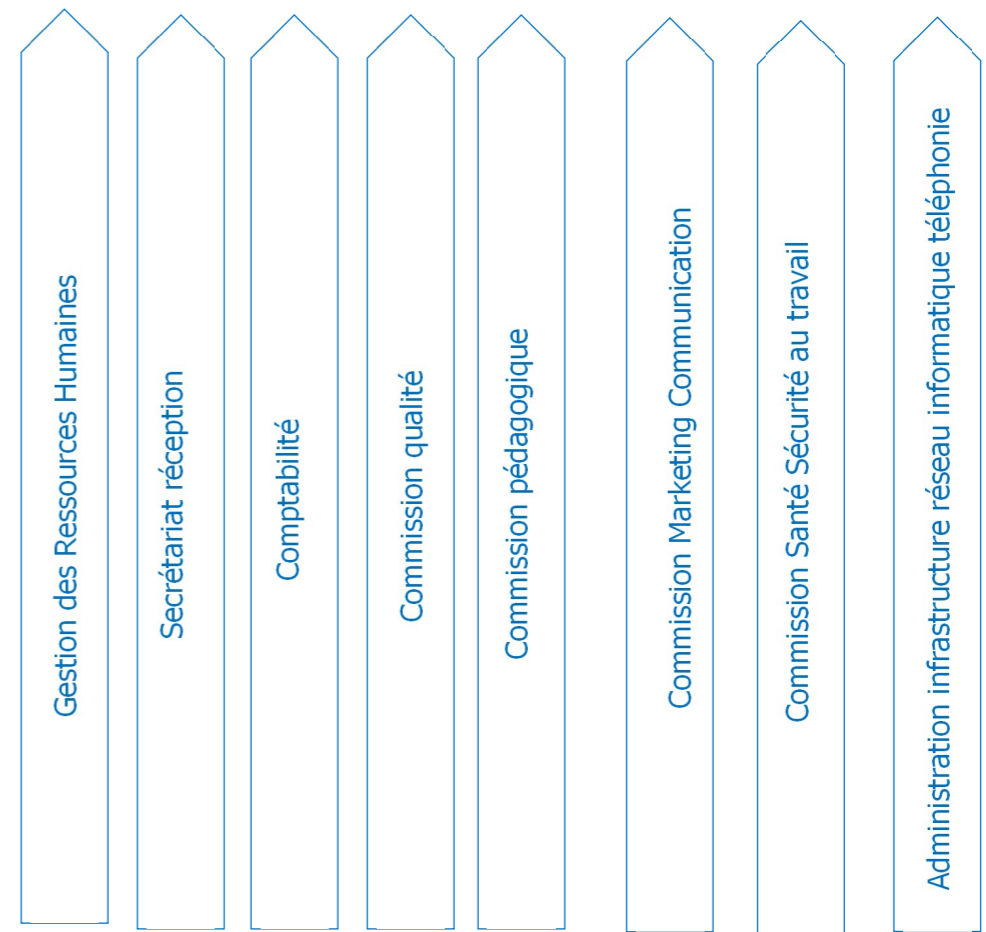 Gestion des Ressources Humaines
Secrétariat réception
Comptabilité
Commission qualité
Commission pédagogique
Commission Marketing Communication
Commission Santé Sécurité au travail
Administration infrastructure réseau informatique téléphonie